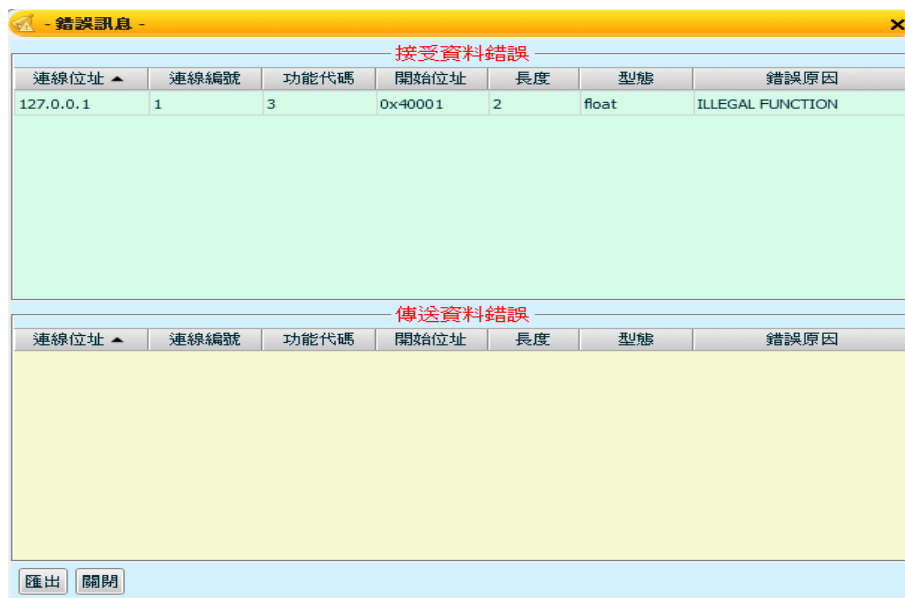 - 錯誤訊息 -
接受資料錯誤
連線位址 連線編號 功能代碼 開始位址 長度 型態 錯誤原因
127.0.0.1 1 3 0x40001 2 float ILLEGAL FUNCTION
傳送資料錯誤
連線位址 連線編號 功能代碼 開始位址 長度 型態 錯誤原因
匯出 關閉